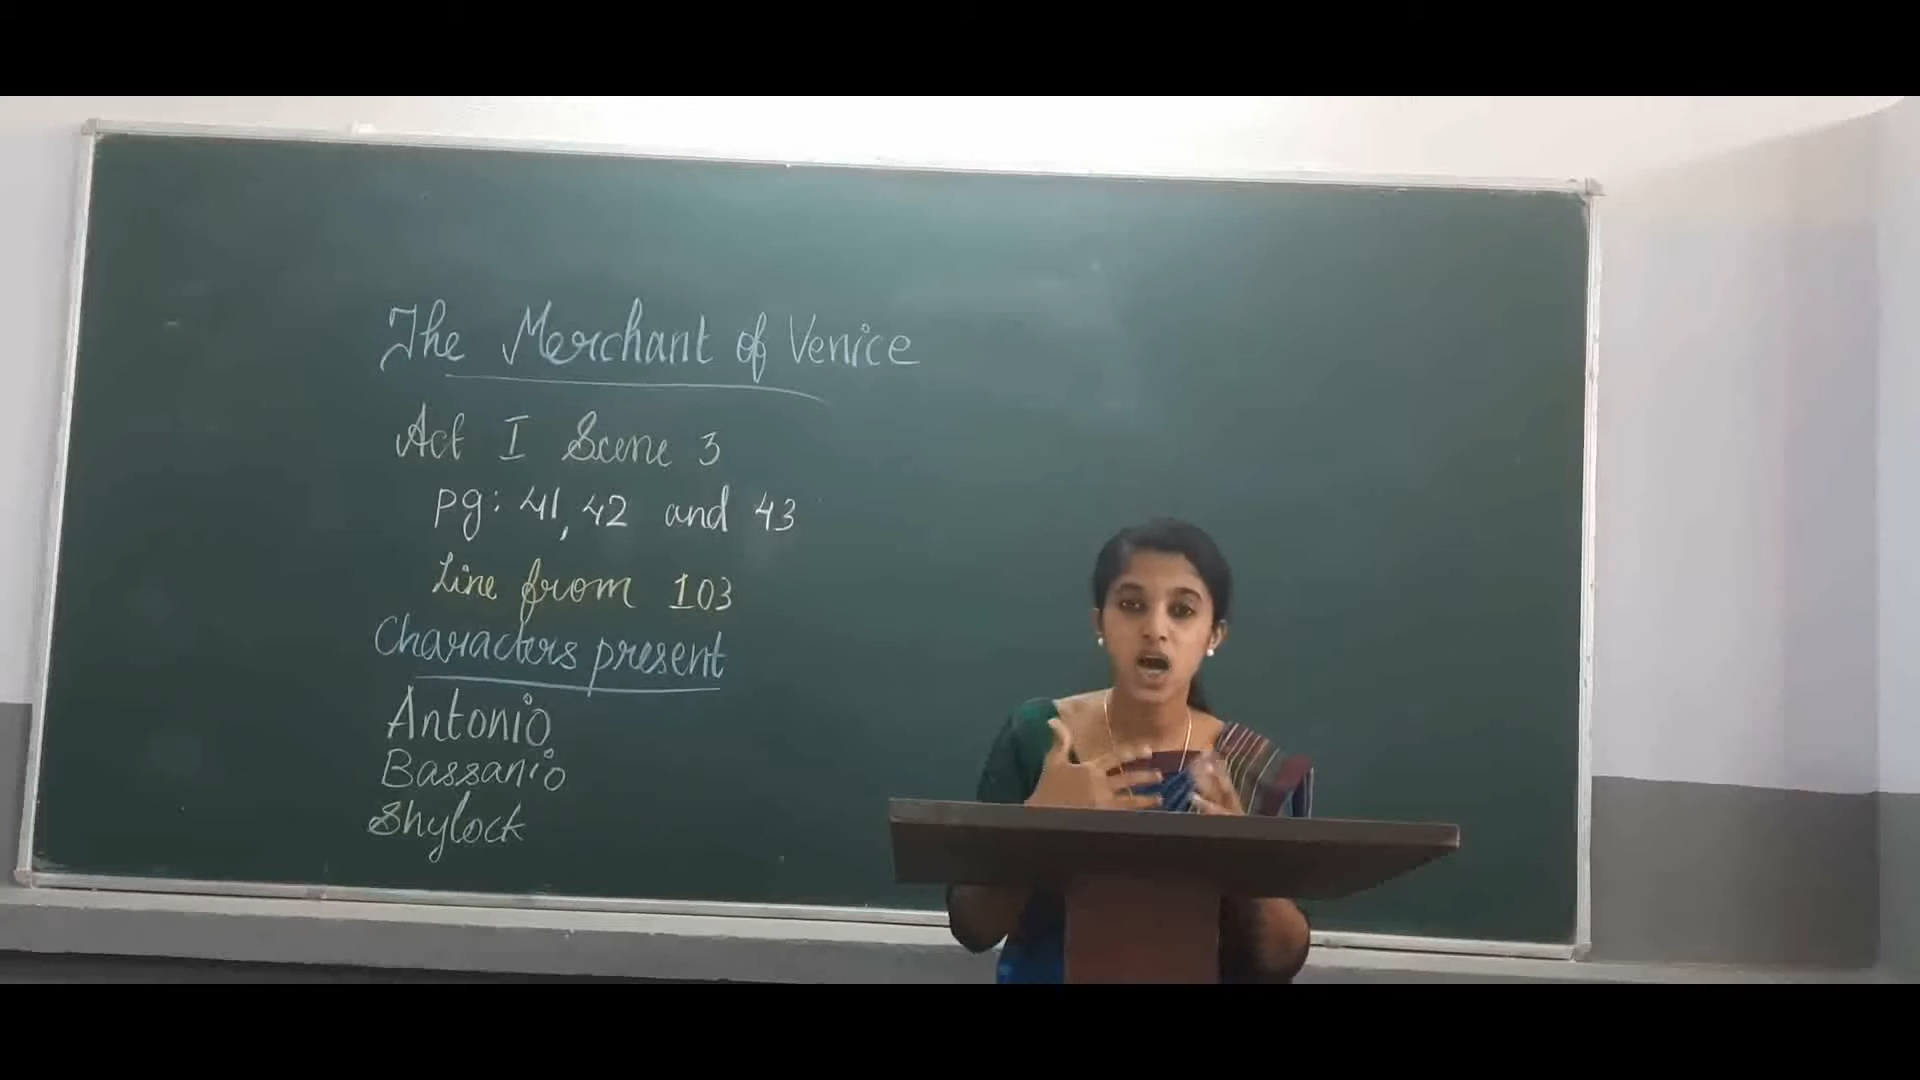 The Merchant of Venice
Act I Scene 3
pg: 41, 42 and 43
Line from 103
Characters present
Antonio
Bassanio
Shylock